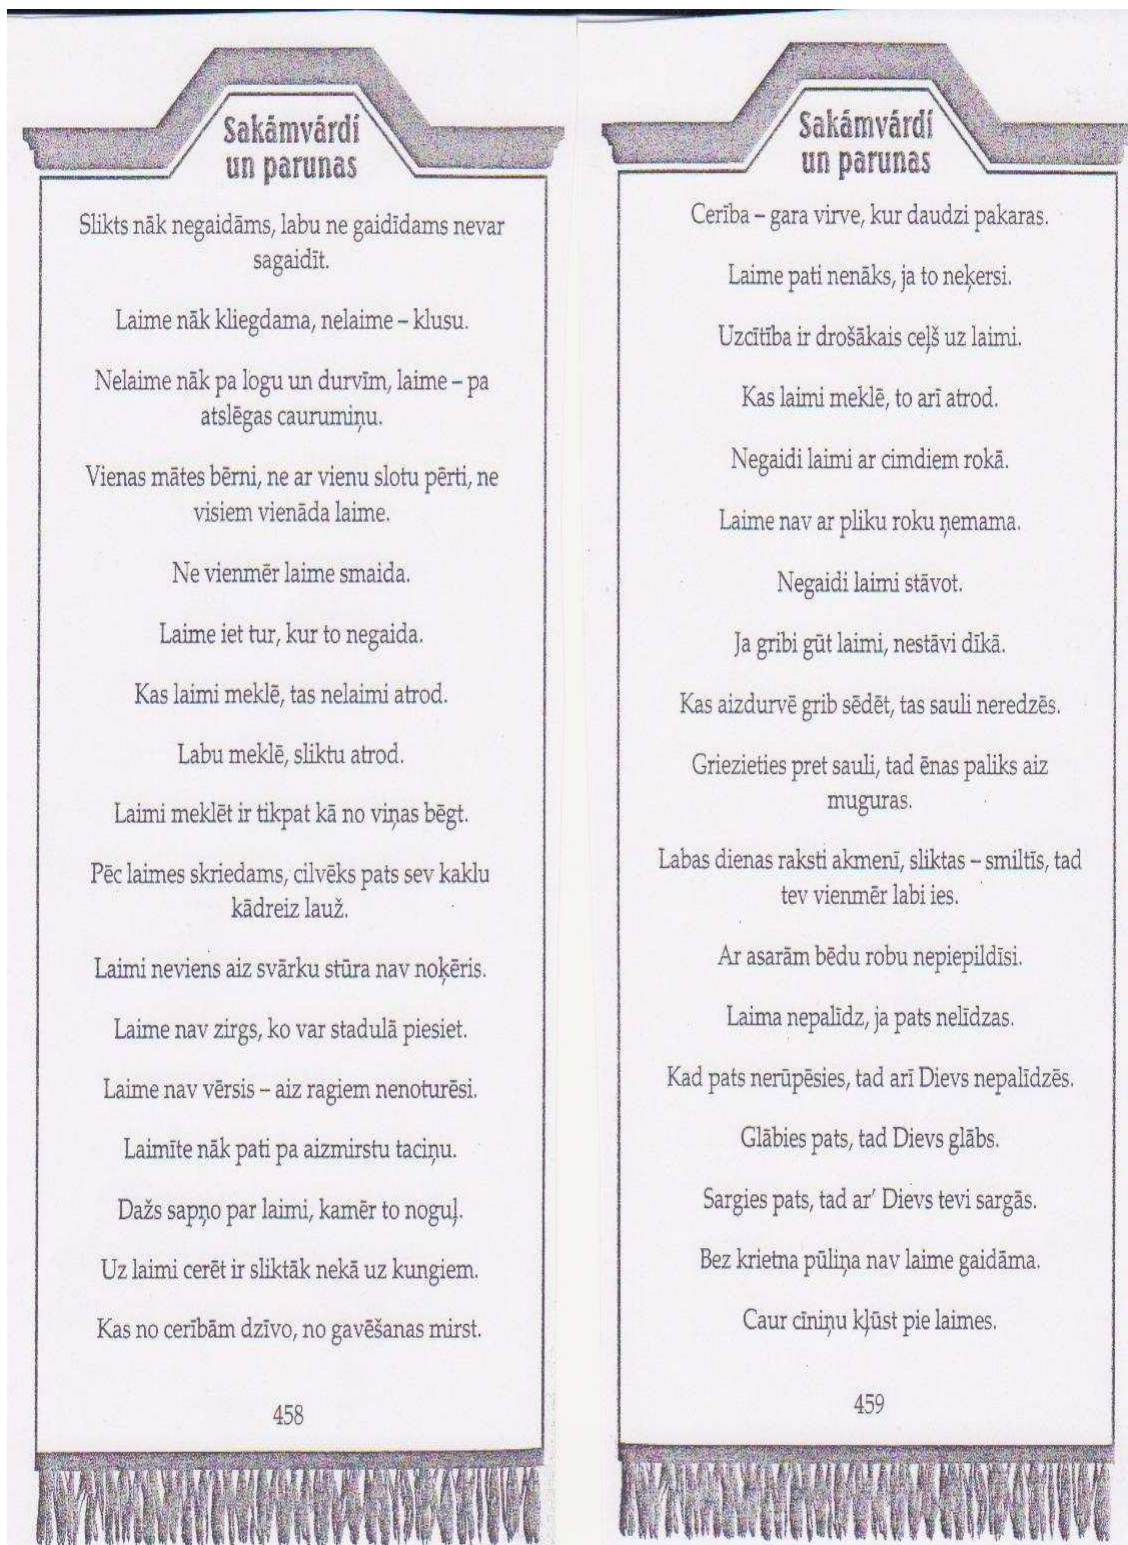 Sakāmvārdi
un parunas
Slikts nāk negaidāms, labu ne gaidīdams nevar
sagaidīt.
Laime nāk kliegdama, nelaime – klusu.
Nelaime nāk pa logu un durvīm, laime – pa
atslēgas caurumiņu.
Vienas mātes bērni, ne ar vienu slotu pērti, ne
visiem vienāda laime.
Ne vienmēr laime smaida.
Laime iet tur, kur to negaida.
Kas laimi meklē, tas nelaimi atrod.
Labu meklē, sliktu atrod.
Laimi meklēt ir tikpat kā no viņas bēgt.
Pēc laimes skriedams, cilvēks pats sev kaklu
kādreiz lauž.
Laimi neviens aiz svārku stūra nav noķēris.
Laime nav zirgs, ko var stadulā piesiet.
Laime nav vērsis – aiz ragiem nenoturēsi.
Laimīte nāk pati pa aizmirstu taciņu.
Dažs sapņo par laimi, kamēr to noguļ.
Uz laimi cerēt ir sliktāk nekā uz kungiem.
Kas no cerībām dzīvo, no gavēšanas mirst.
458
Sakāmvārdi
un parunas
Cerība – gara virve, kur daudzi pakaras.
Laime pati nenāks, ja to neķersi.
Uzcītība ir drošākais ceļš uz laimi.
Kas laimi meklē, to arī atrod.
Negaidi laimi ar cimdiem rokā.
Laime nav ar pliku roku ņemama.
Negaidi laimi stāvot.
Ja gribi gūt laimi, nestāvi dīkā.
Kas aizdurvē grib sēdēt, tas sauli neredzēs.
Griezieties pret sauli, tad ēnas paliks aiz
muguras.
Labas dienas raksti akmenī, sliktas – smiltīs, tad
tev vienmēr labi ies.
Ar asarām bēdu robu nepiepildīsi.
Laima nepalīdz, ja pats nelīdzas.
Kad pats nerūpēsies, tad arī Dievs nepalīdzēs.
Glābies pats, tad Dievs glābs.
Sargies pats, tad ar' Dievs tevi sargās.
Bez krietna pūliņa nav laime gaidāma.
Caur cīniņu kļūst pie laimes.
459